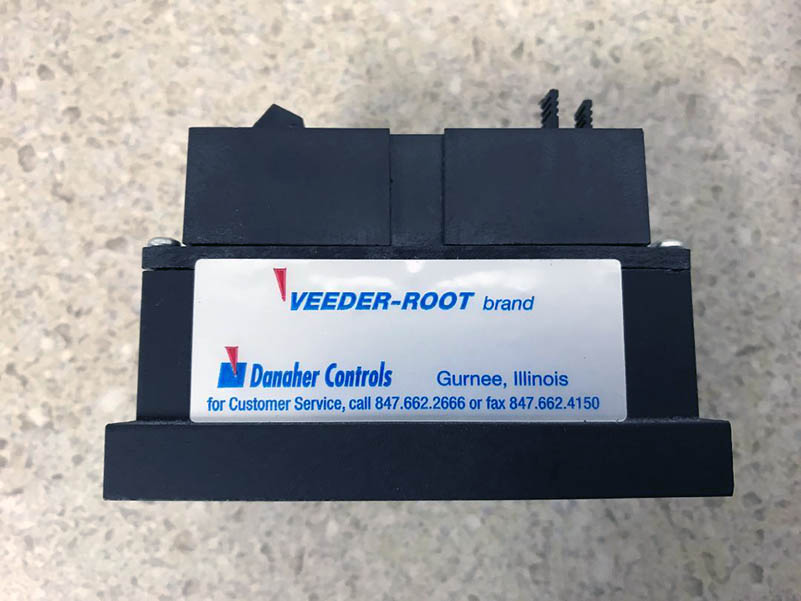 VEEDER-ROOT brand
Danaher Controls Gurnee, Illinois
for Customer Service, call 847.662.2666 or fax 847.662.4150